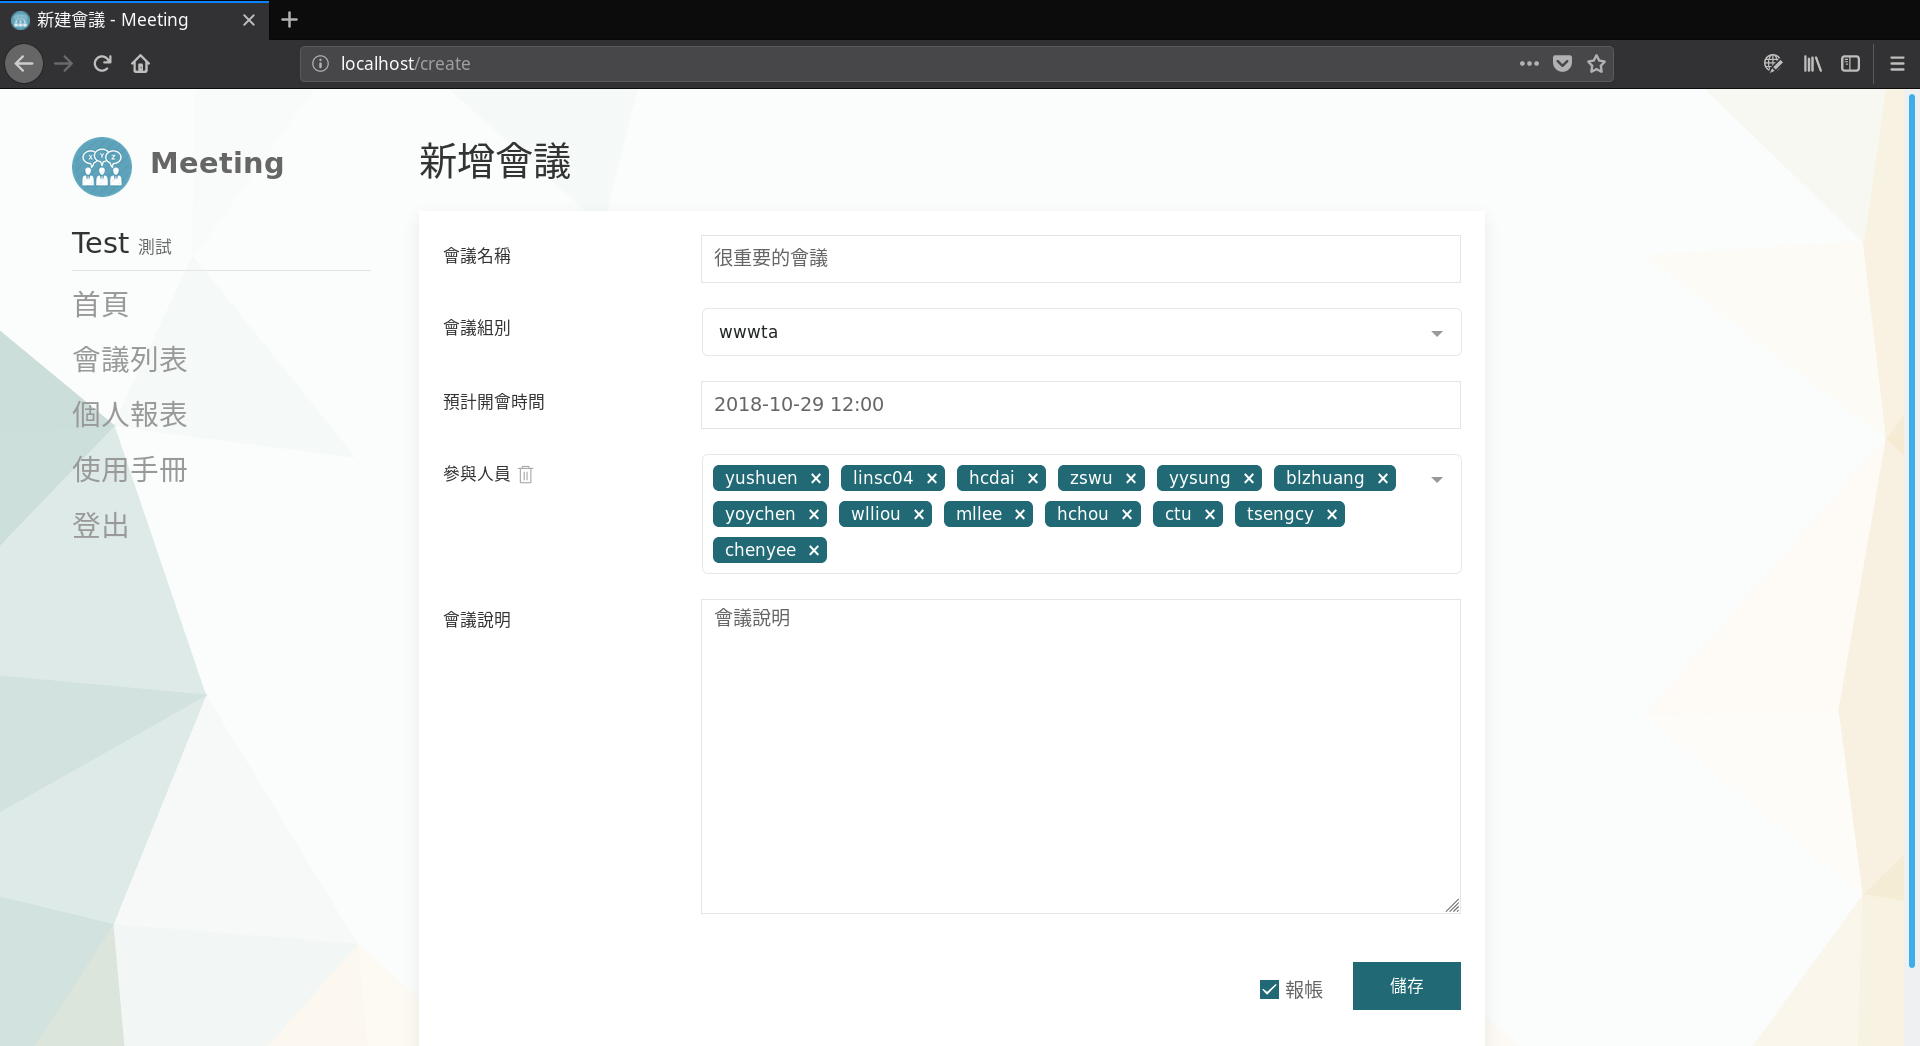 新建會議 - Meeting
localhost/create
Meeting
Test 測試
首頁
會議列表
個人報表
使用手冊
登出
新增會議
會議名稱
很重要的會議
會議組別
wwwta
預計開會時間
2018-10-29 12:00
參與人員
yushuen × linsc04 × hcdai × zswu × yysung × blzhuang ×
yoychen × wlliou × mllee × hchou × ctu × tsengcy ×
chenyee ×
會議說明
會議說明
報帳
儲存